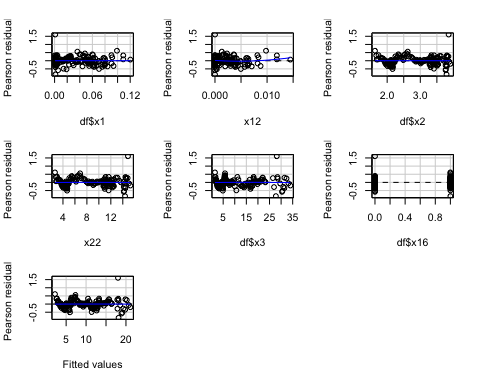 Pearson residual
1.5
-0.5
0.00
0.06
0.12
df$x1
Pearson residual
1.5
-0.5
0.000
0.010
x12
Pearson residual
1.5
-0.5
2.0
3.0
df$x2
Pearson residual
1.5
-0.5
4
8
12
x22
Pearson residual
1.5
-0.5
5
15
25
35
df$x3
Pearson residual
1.5
-0.5
0.0
0.4
0.8
df$x16
Pearson residual
1.5
-0.5
5
10
20
Fitted values